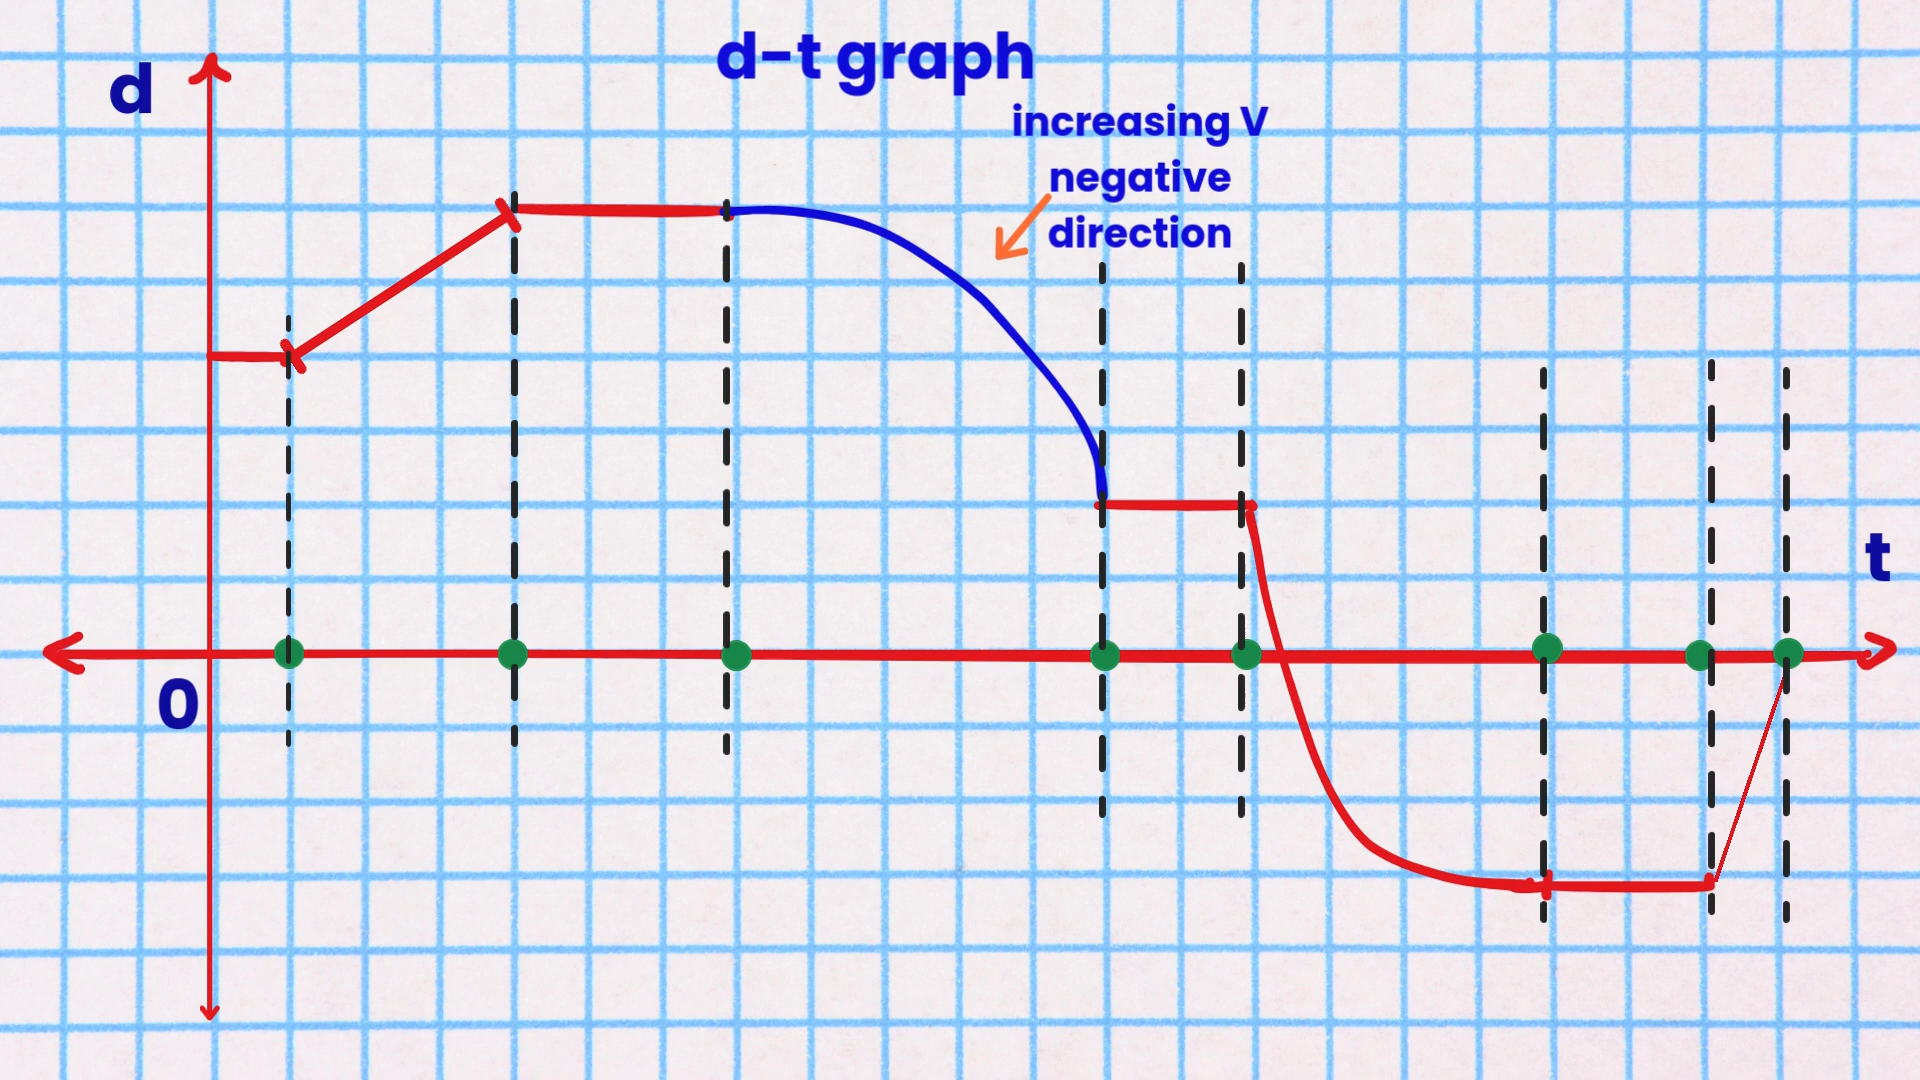 d-t graph
d
increasing V
negative
direction
t
0